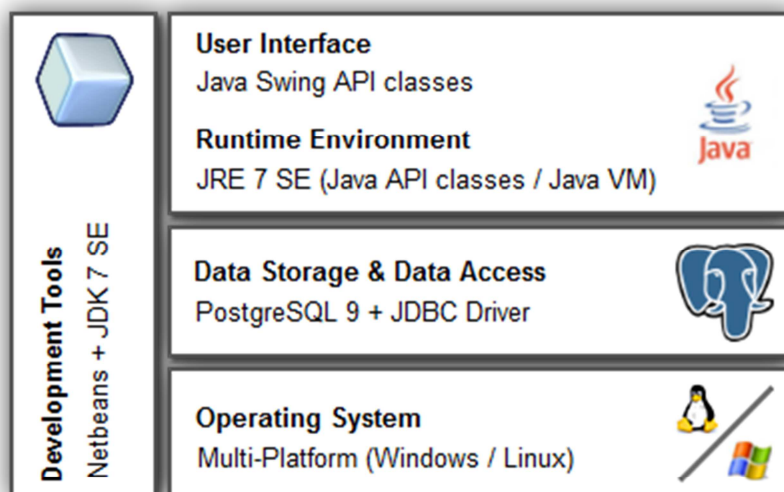 Development Tools
Netbeans + JDK 7 SE
User Interface
Java Swing API classes
Runtime Environment
JRE 7 SE (Java API classes / Java VM)
Java
Data Storage & Data Access
PostgreSQL 9 + JDBC Driver
Operating System
Multi-Platform (Windows / Linux)